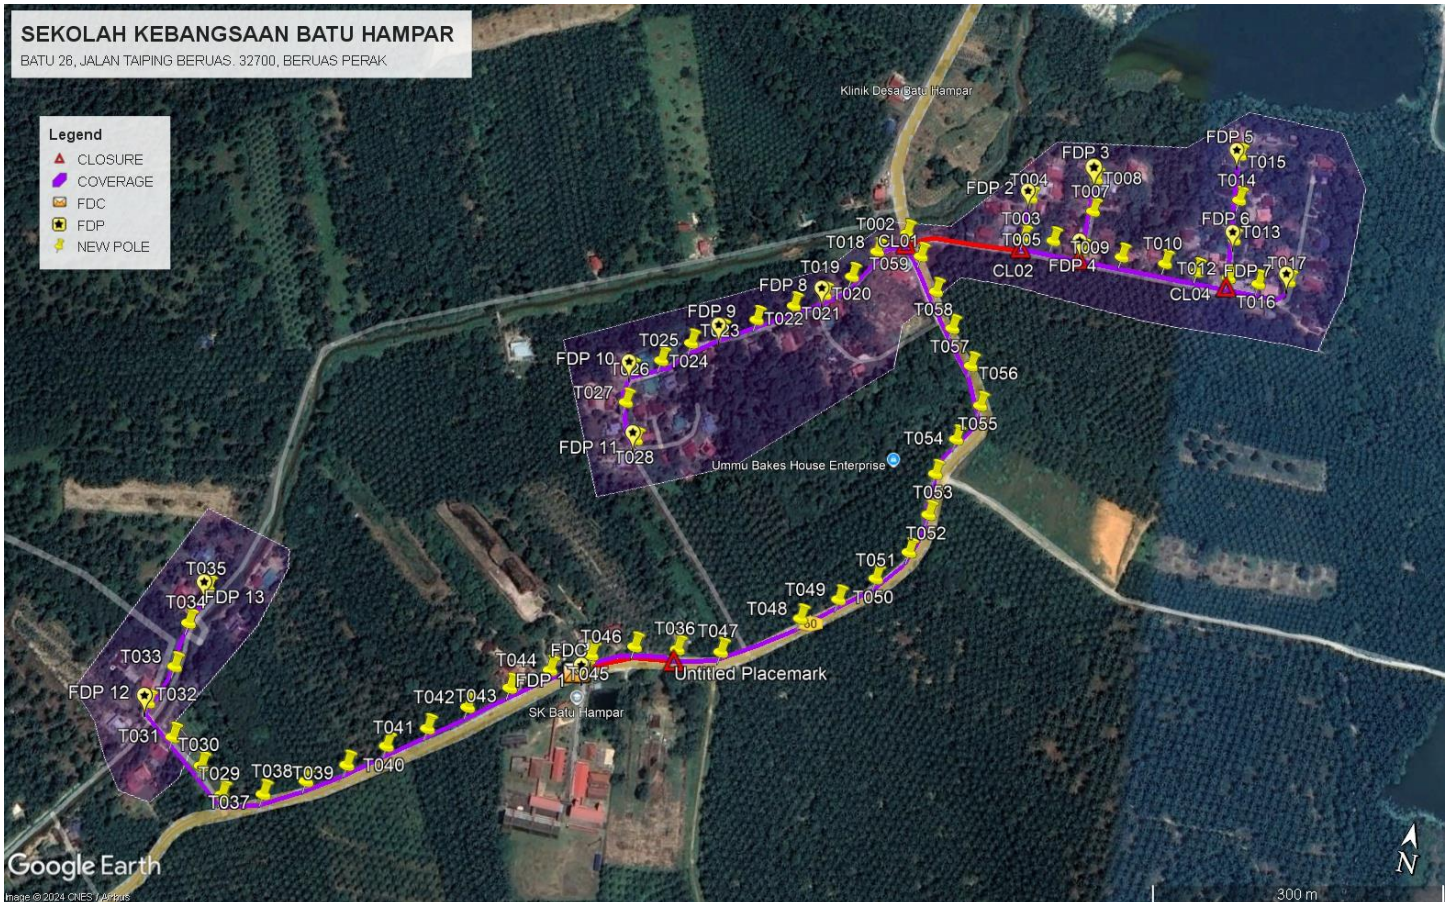 SEKOLAH KEBANGSAAN BATU HAMPAR
BATU 26, JALAN TAIPING BERUAS. 32700, BERUAS PERAK
Legend
CLOSURE
COVERAGE
FDC
FDP
NEW POLE
Klinik Desa Batu Hampar
FDP 5
T015
FDP 3
T008
T004
FDP 2
T007
T014
T003
FDP 6
T013
T002
T018
CL01
T005
T009
T010
T059
CL02
FDP 4
T012
FDP 7
T017
CL04
T016
T019
FDP 8
T020
T021
T058
FDP 9
T022
T023
T057
T025
T024
FDP 10
T026
T056
T027
T055
T054
FDP 11
T028
Ummu Bakes House Enterprise
T053
T052
T051
T050
T049
T048
60
T035
FDP 13
T034
T033
FDP 12
T032
T031
T030
T029
T037
T038
T039
T040
T041
T042
T043
T044
FDC
FDP 1
T045
T046
T036
T047
Untitled Placemark
SK Batu Hampar
Google Earth
Image © 2024 CNES / Airbus
N
300 m